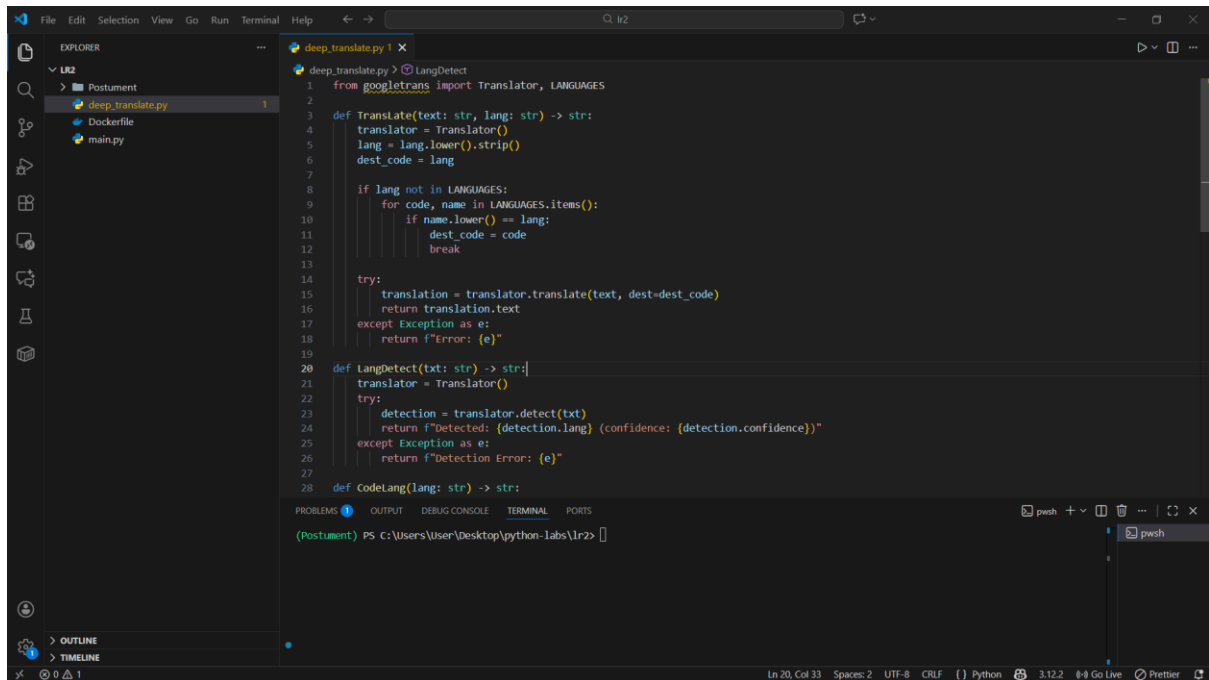 File Edit Selection View Go Run Terminal Help
lr2
EXPLORER
LR2
Postument
deep_translate.py 1
Dockerfile
main.py
OUTLINE
TIMELINE
deep_translate.py 1
deep_translate.py > LangDetect
1 from googletrans import Translator, LANGUAGES
2
3 def TransLate(text: str, lang: str) -> str:
4 translator = Translator()
5 lang = lang.lower().strip()
6 dest_code = lang
7
8 if lang not in LANGUAGES:
9 for code, name in LANGUAGES.items():
10 if name.lower() == lang:
11 dest_code = code
12 break
13
14 try:
15 translation = translator.translate(text, dest=dest_code)
16 return translation.text
17 except Exception as e:
18 return f"Error: {e}"
19
20 def LangDetect(txt: str) -> str:
21 translator = Translator()
22 try:
23 detection = translator.detect(txt)
24 return f"Detected: {detection.lang} (confidence: {detection.confidence})"
25 except Exception as e:
26 return f"Detection Error: {e}"
27
28 def CodeLang(lang: str) -> str:
PROBLEMS 1 OUTPUT DEBUG CONSOLE TERMINAL PORTS
pwsh
(Postument) PS C:\Users\User\Desktop\python-labs\lr2>
pwsh
1
0 1 Ln 20, Col 33 Spaces: 2 UTF-8 CRLF { } Python 3.12.2 Go Live Prettier